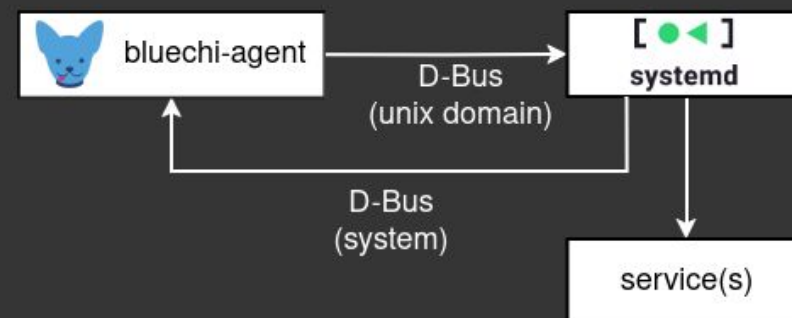 bluechi-agent
D-Bus
(unix domain)
systemd
D-Bus
(system)
service(s)